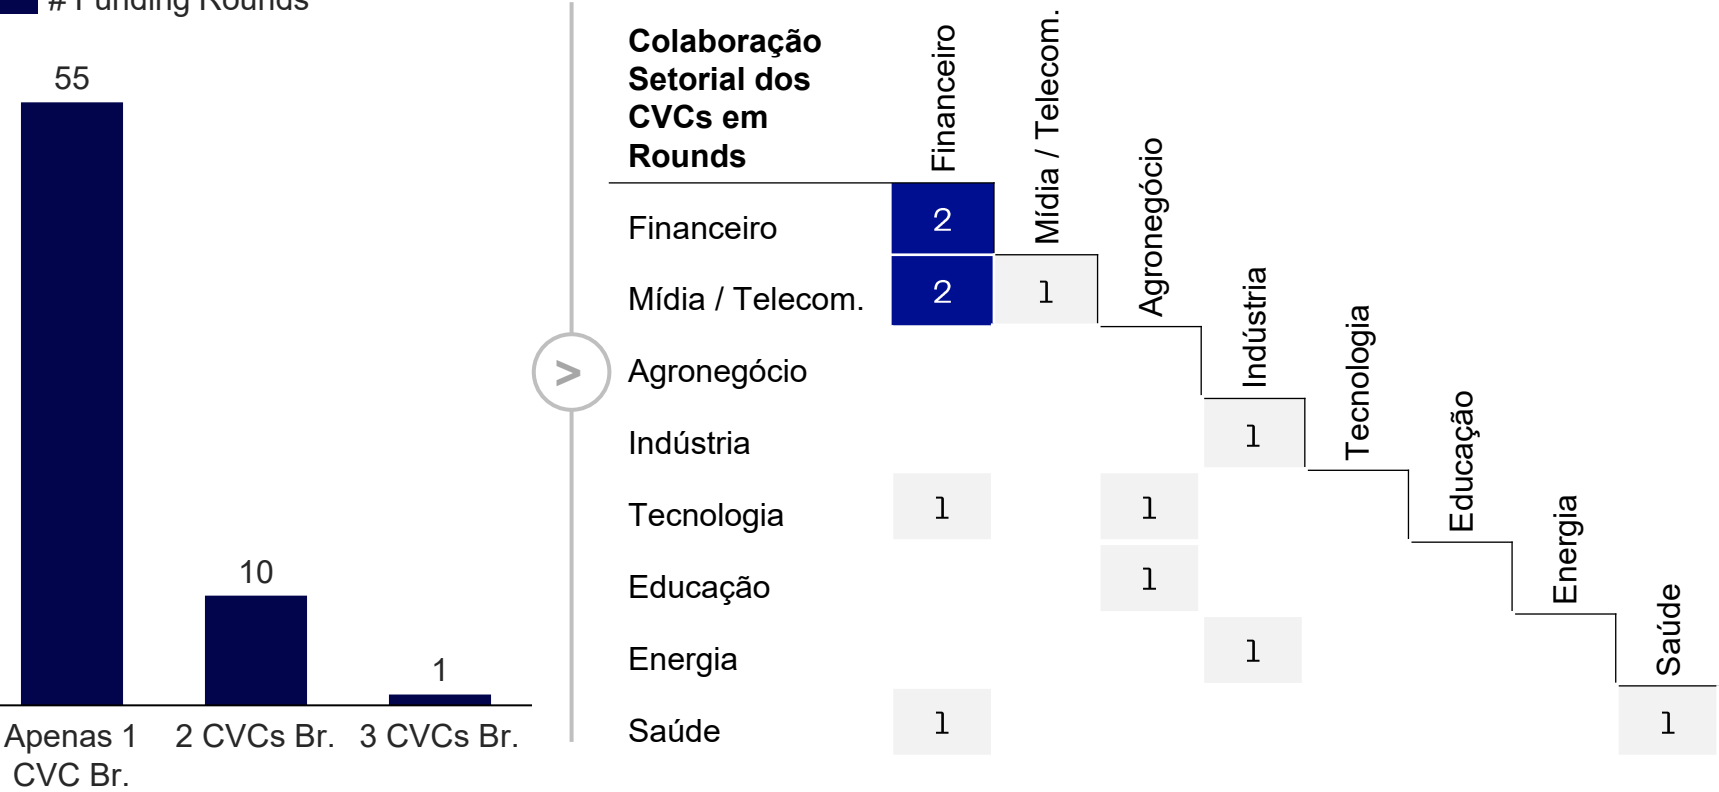 # Funding Rounds
55
10
1
Apenas 1
CVC Br.
2 CVCs Br.
3 CVCs Br.
>
Colaboração
Setorial dos
CVCs em
Rounds
Financeiro
Mídia / Telecom.
Agronegócio
Indústria
Tecnologia
Educação
Energia
Saúde
Financeiro 2
Mídia / Telecom. 2 1
Agronegócio
Indústria 1
Tecnologia 1 1
Educação 1
Energia 1
Saúde 1 1